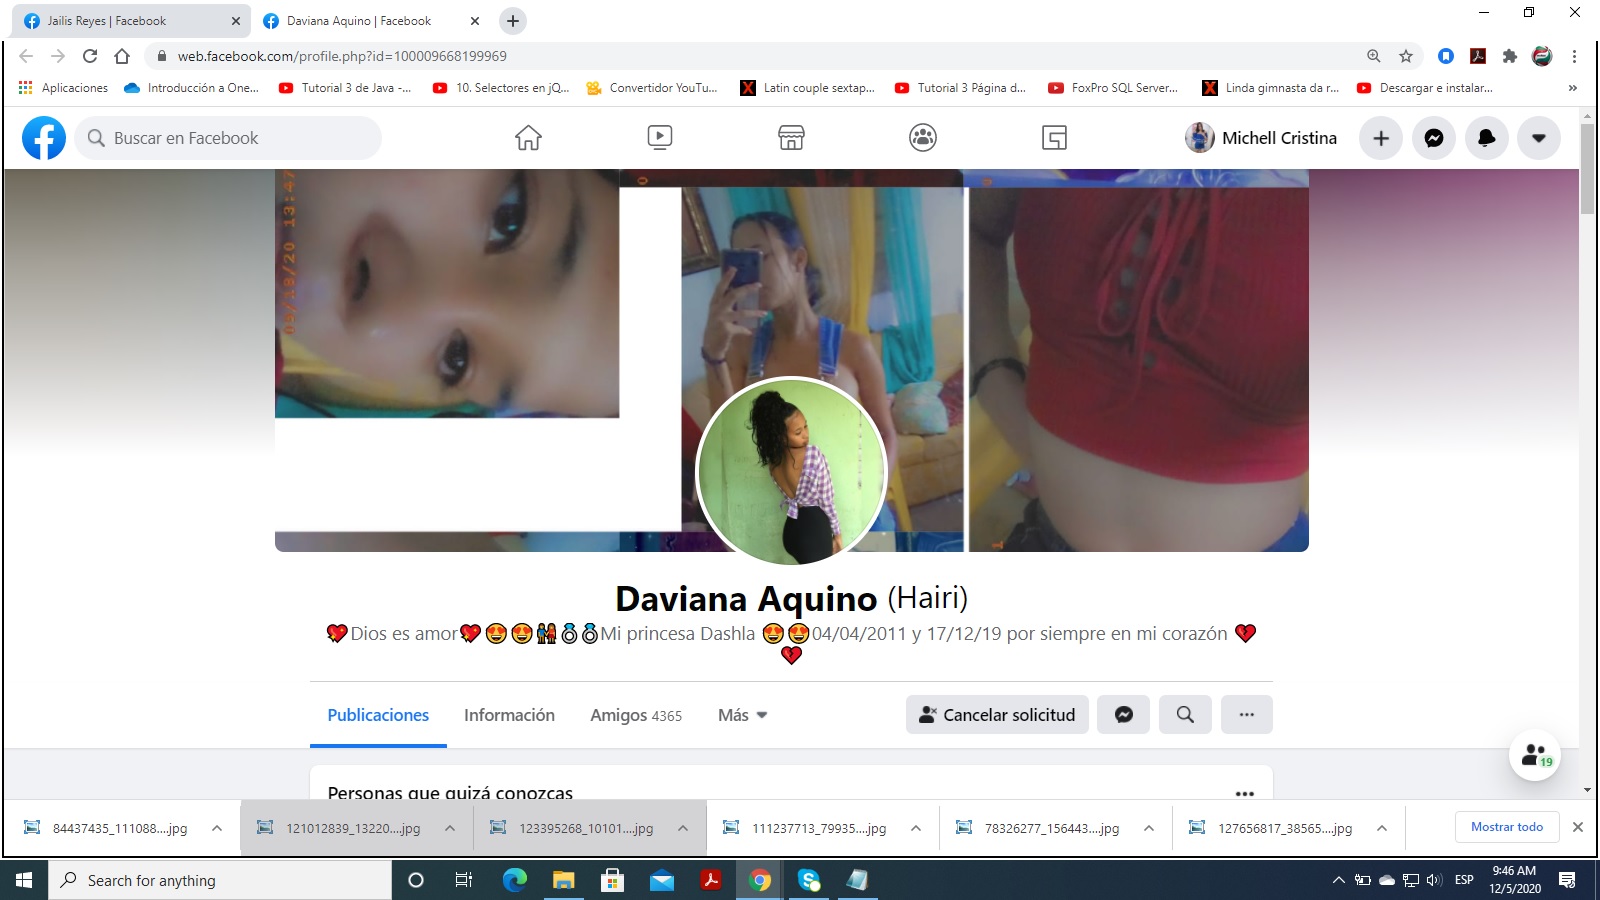 Jailis Reyes | Facebook
Daviana Aquino | Facebook
web.facebook.com/profile.php?id=100009668199969
Aplicaciones
Introducción a One...
Tutorial 3 de Java -...
10. Selectores en jQ...
Convertidor YouTu...
Latin couple sextap...
Tutorial 3 Página d...
FoxPro SQL Server...
Linda gimnasta da r...
Descargar e instalar...
Buscar en Facebook
Michell Cristina
09/18/20 13:47
Daviana Aquino (Hairi)
💖Dios es amor💖😍😍👫💍💍Mi princesa Dashla 😍😍04/04/2011 y 17/12/19 por siempre en mi corazón 💔
💔
Publicaciones
Información
Amigos 4365
Más
Cancelar solicitud
19
Personas que quizá conozcas
84437435_111088....jpg
121012839_13220....jpg
123395268_10101....jpg
111237713_79935....jpg
78326277_156443....jpg
127656817_38565....jpg
Mostrar todo
Search for anything
ESP
9:46 AM
12/5/2020